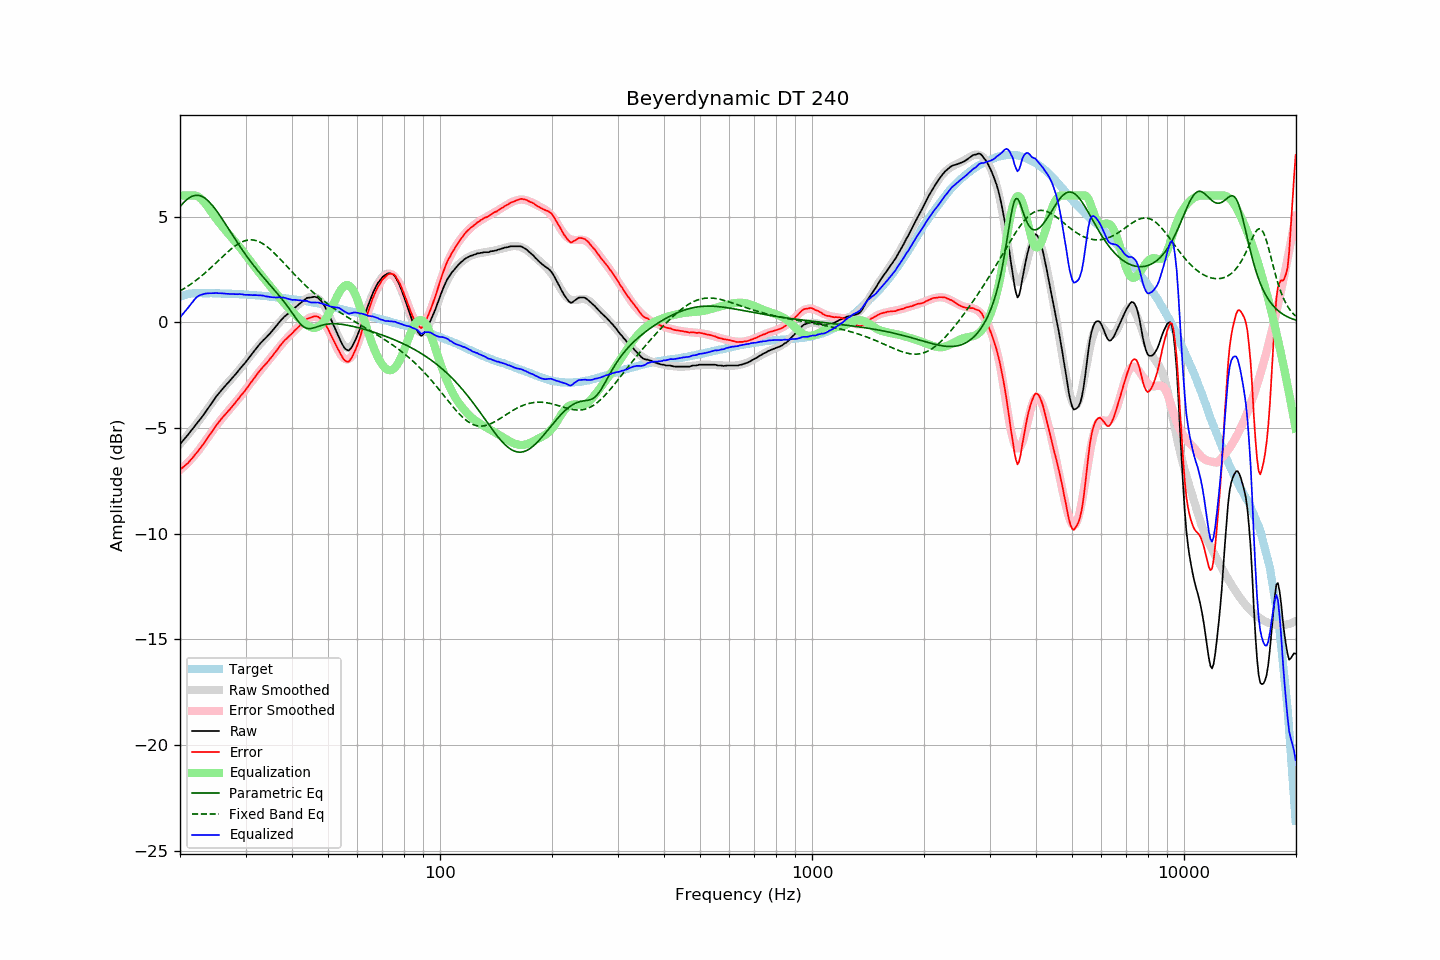 Beyerdynamic DT 240
Amplitude (dBr)
5
0
−5
−10
−15
−20
−25
Target
Raw Smoothed
Error Smoothed
Raw
Error
Equalization
Parametric Eq
Fixed Band Eq
Equalized
100 1000 10000
Frequency (Hz)